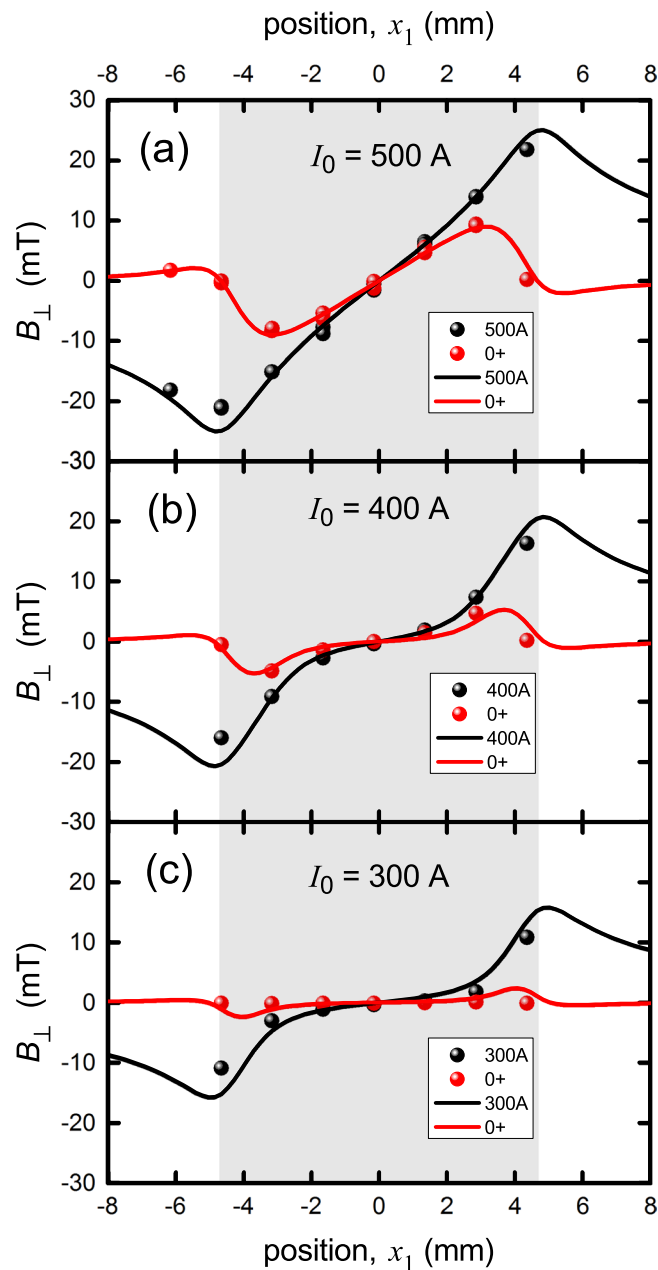 position, x₁ (mm)
-8 -6 -4 -2 0 2 4 6 8
30
20
10
0
-10
-20
-30
B⊥ (mT)
(a)
I₀ = 500 A
500A
0+
500A
0+
20
10
0
-10
-20
-30
B⊥ (mT)
(b)
I₀ = 400 A
400A
0+
400A
0+
20
10
0
-10
-20
-30
B⊥ (mT)
(c)
I₀ = 300 A
300A
0+
300A
0+
-8 -6 -4 -2 0 2 4 6 8
position, x₁ (mm)